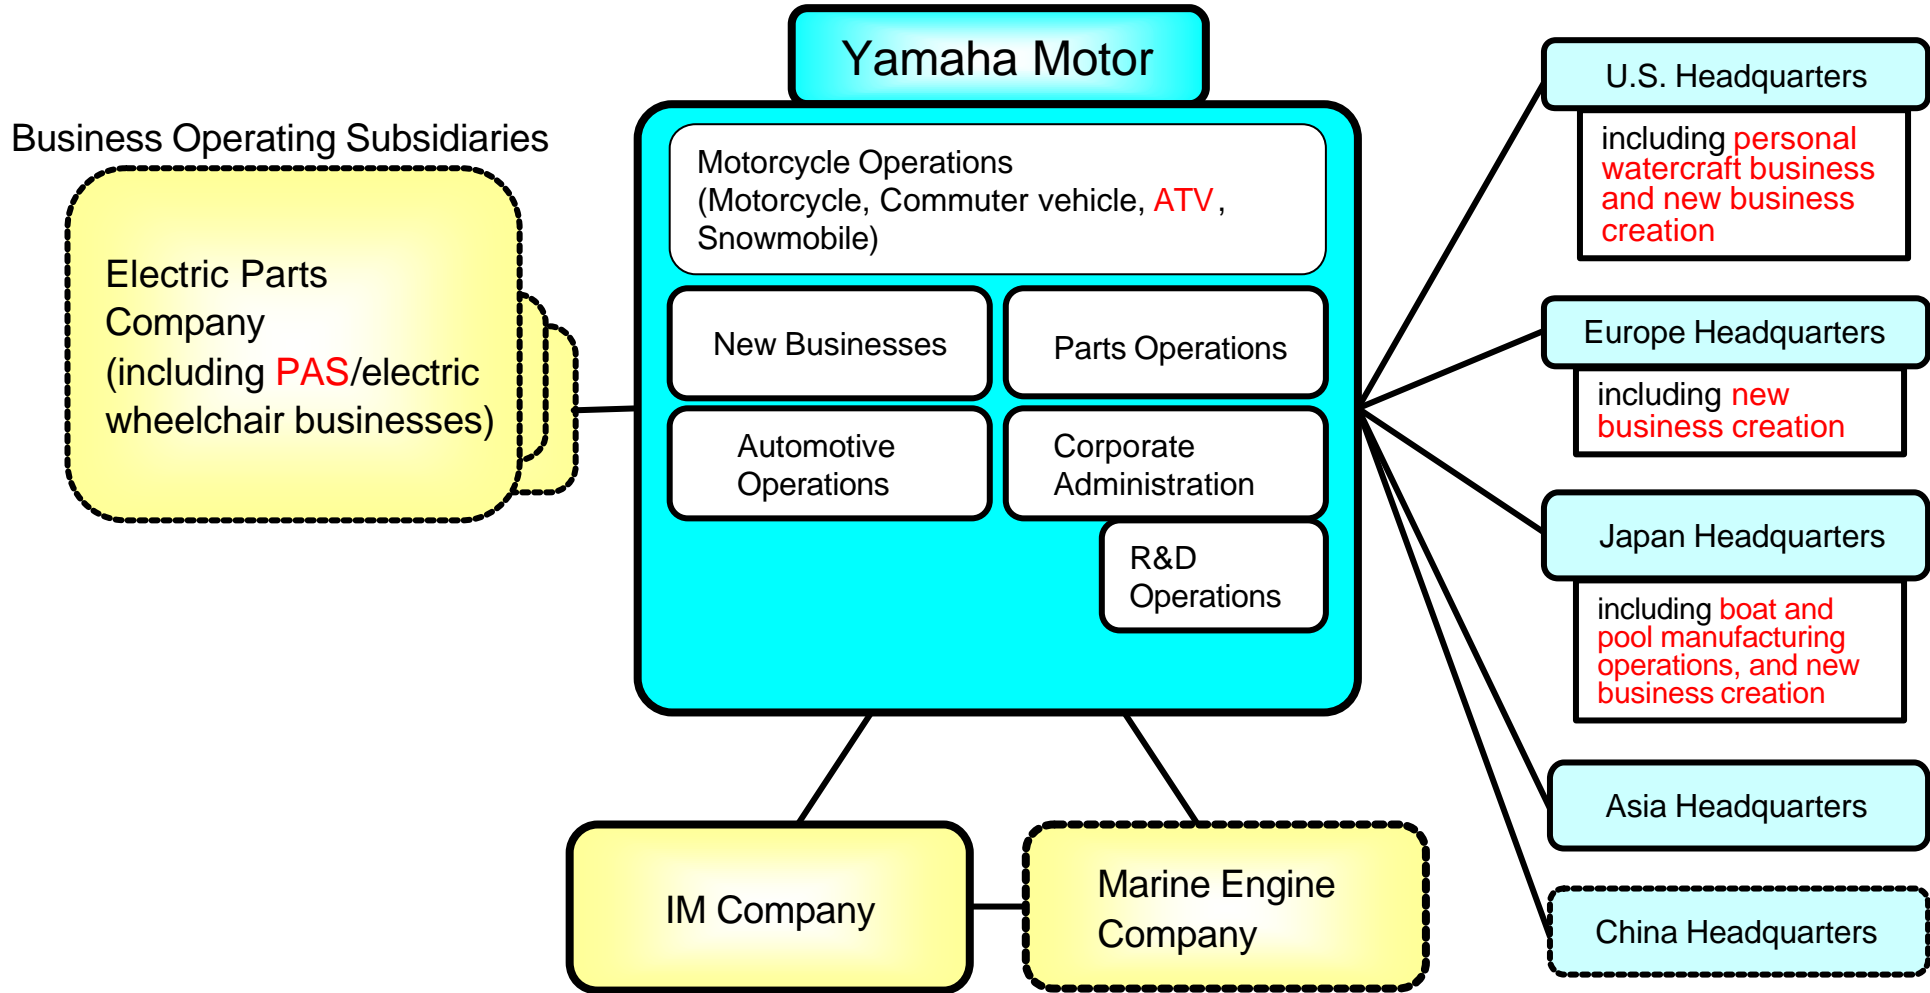 Yamaha Motor
Business Operating Subsidiaries
Electric Parts
Company
(including PAS/electric
wheelchair businesses)
Motorcycle Operations
(Motorcycle, Commuter vehicle, ATV,
Snowmobile)
New Businesses
Parts Operations
Automotive
Operations
Corporate
Administration
R&D
Operations
IM Company
Marine Engine
Company
U.S. Headquarters
including personal
watercraft business
and new business
creation
Europe Headquarters
including new
business creation
Japan Headquarters
including boat and
pool manufacturing
operations, and new
business creation
Asia Headquarters
China Headquarters